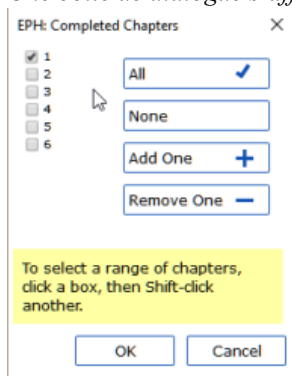 EPH: Completed Chapters
1
2
3
4
5
6
All
None
Add One
Remove One
To select a range of chapters,
click a box, then Shift-click
another.
OK
Cancel